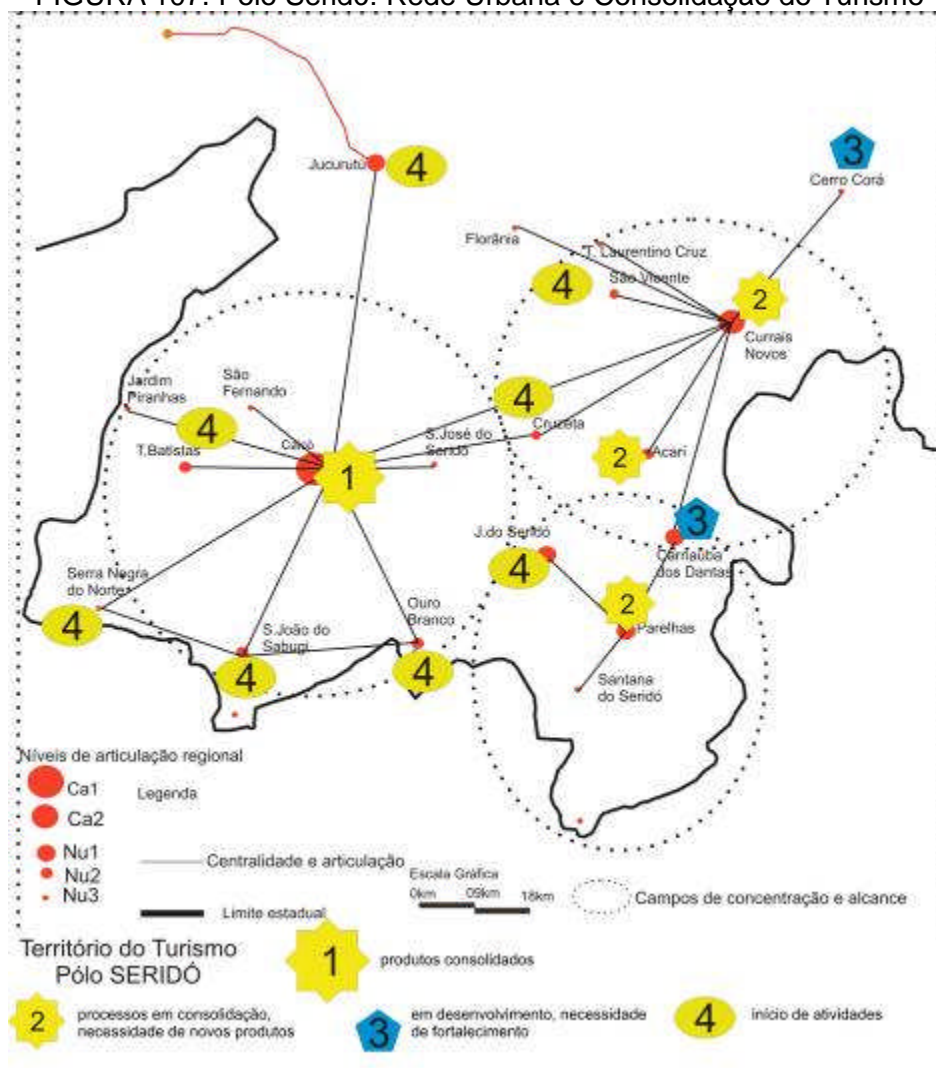 FIGURA 107: Pólo Seridó: Rede Urbana e Consolidação do Turismo
3
Cerro Corá
Jucurutú
4
Florânia
T. Laurentino Cruz
4
São Vicente
2
Currais
Novos
Jardim
Piranhas
São
Fernando
4
4
Cruzeta
T.Batistas
Caicó
1
S.José do
Seridó
2
Acari
3
J.do Seridó
4
Carnaúba
dos Dantas
2
Parelhas
Serra Negra
do Norte
4
Ouro
Branco
S.João do
Sabugi
4
4
Santana
do Seridó
Níveis de articulação regional
Ca1
Legenda
Ca2
Nu1
Nu2
Nu3
Centralidade e articulação
Escala Gráfica
0km 09km 18km
Campos de concentração e alcance
Limite estadual
Território do Turismo
Pólo SERIDÓ
1
produtos consolidados
2
processos em consolidação,
necessidade de novos produtos
3
em desenvolvimento, necessidade
de fortalecimento
4
início de atividades